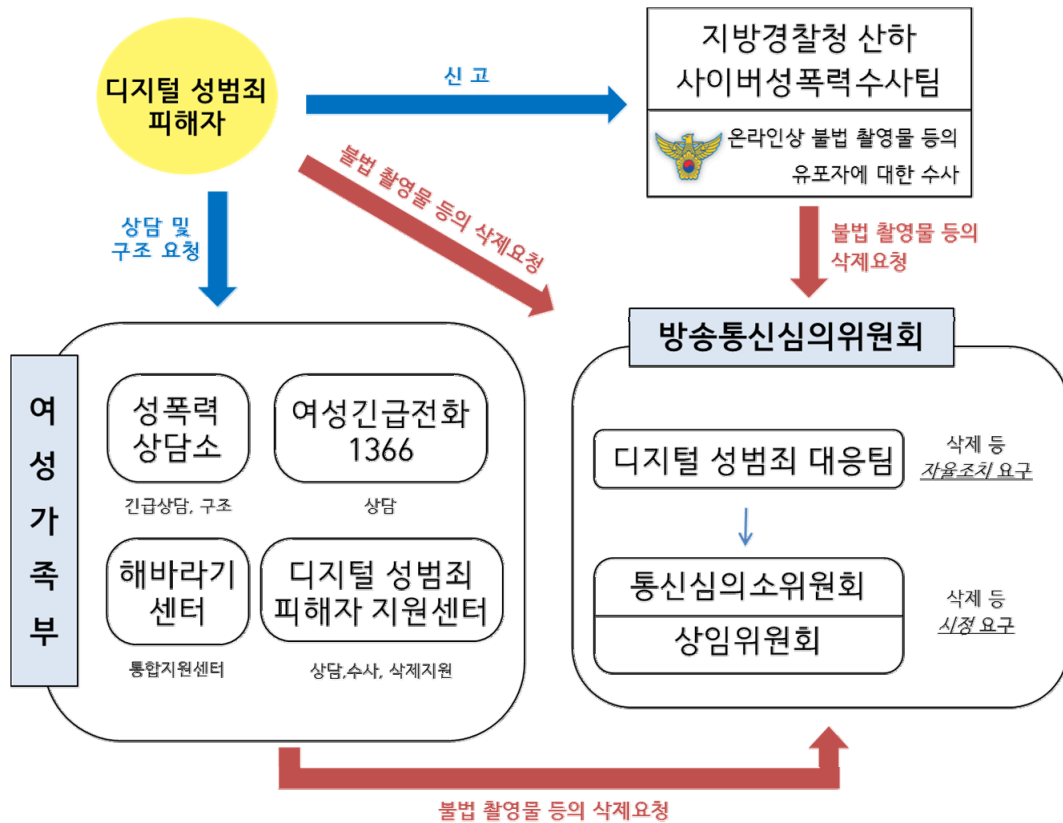 디지털 성범죄
피해자
신 고
지방경찰청 산하
사이버성폭력수사팀
온라인상 불법 촬영물 등의
유포자에 대한 수사
불법 촬영물 등의 삭제요청
상담 및
구조 요청
불법 촬영물 등의
삭제요청
여
성
가
족
부
성폭력
상담소
긴급상담, 구조
여성긴급전화
1366
상담
해바라기
센터
통합지원센터
디지털 성범죄
피해자 지원센터
상담,수사, 삭제지원
방송통신심의위원회
디지털 성범죄 대응팀
삭제 등
자율조치 요구
통신심의소위원회
상임위원회
삭제 등
시정 요구
불법 촬영물 등의 삭제요청